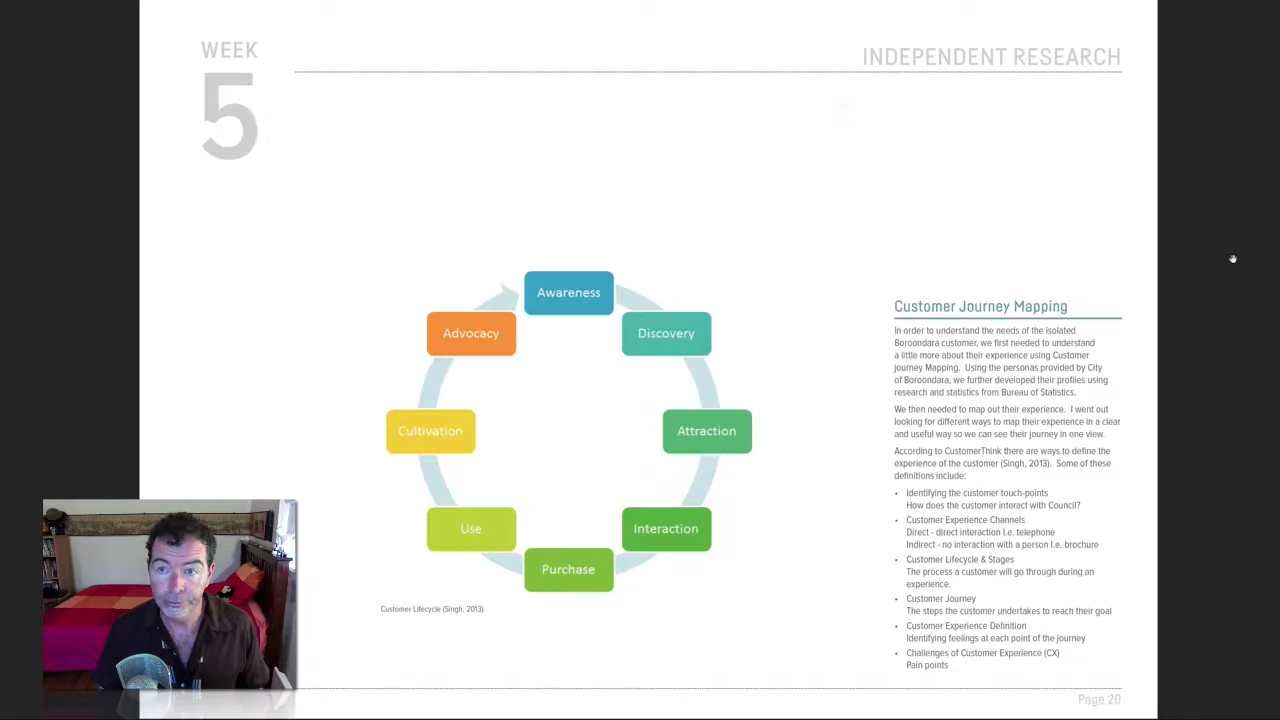 WEEK
5
INDEPENDENT RESEARCH
Awareness
Discovery
Attraction
Interaction
Purchase
Use
Cultivation
Advocacy
Customer Lifecycle (Singh, 2013)
Customer Journey Mapping
In order to understand the needs of the isolated
Boroondara customer, we first needed to understand
a little more about their experience using Customer
journey Mapping.  Using the personas provided by City
of Boroondara, we further developed their profiles using
research and statistics from Bureau of Statistics.
We then needed to map out their experience.  I went out
looking for different ways to map their experience in a clear
and useful way so we can see their journey in one view.
According to CustomerThink there are ways to define the
experience of the customer (Singh, 2013).  Some of these
definitions include:
• Identifying the customer touch-points
How does the customer interact with Council?
• Customer Experience Channels
Direct - direct interaction I.e. telephone
Indirect - no interaction with a person I.e. brochure
• Customer Lifecycle & Stages
The process a customer will go through during an
experience.
• Customer Journey
The steps the customer undertakes to reach their goal
• Customer Experience Definition
Identifying feelings at each point of the journey
• Challenges of Customer Experience (CX)
Pain points
Page 20